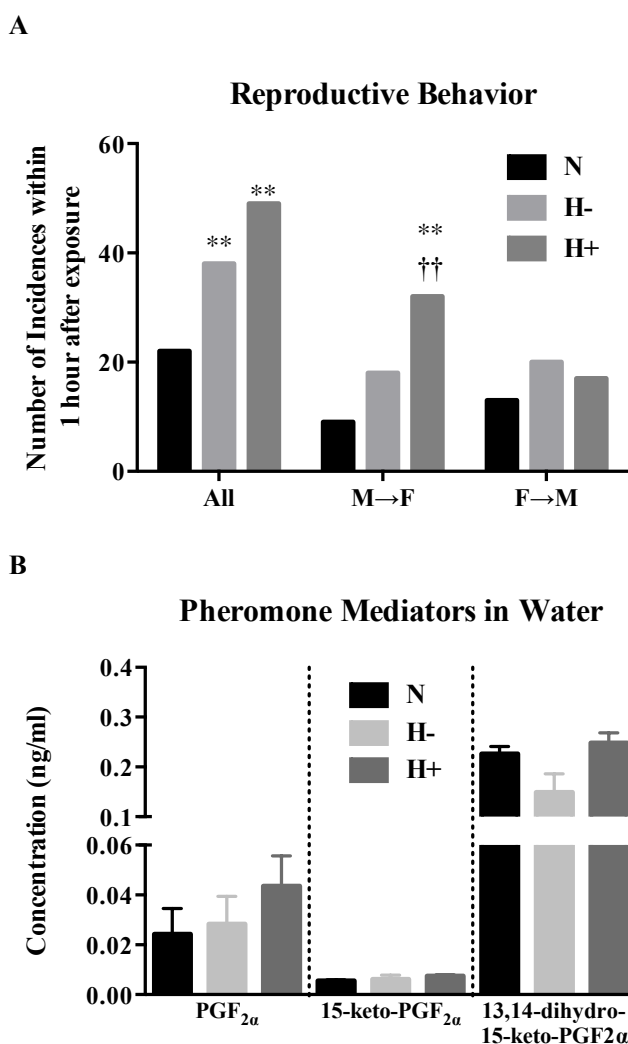 A
Reproductive Behavior
Number of Incidences within
1 hour after exposure
60
40
20
0
N
H-
H+
**
**
**
††
All
M→F
F→M
B
Pheromone Mediators in Water
Concentration (ng/ml)
0.4
0.3
0.2
0.1
0.06
0.04
0.02
0.00
N
H-
H+
PGF₂α
15-keto-PGF₂α
13,14-dihydro-
15-keto-PGF2α